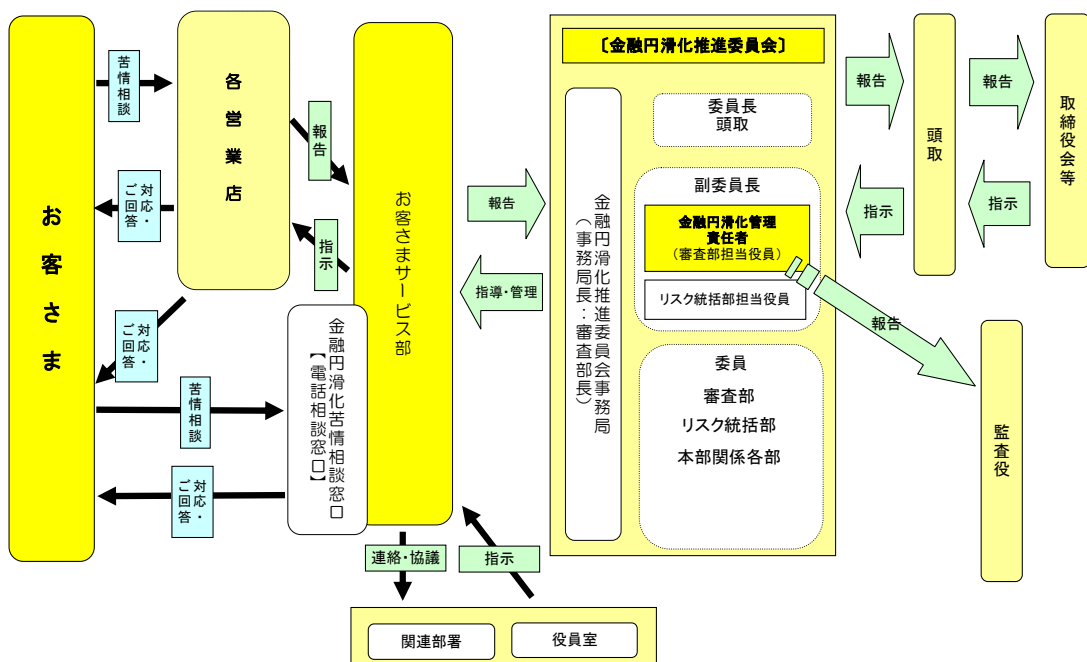 お客さま
苦情相談
対応・
ご回答
対応・
ご回答
苦情相談
対応・
ご回答
各営業店
報告
指示
お客さまサービス部
金融円滑化苦情相談窓口
【電話相談窓口】
報告
指導・管理
連絡・協議
指示
関連部署
役員室
〔金融円滑化推進委員会〕
金融円滑化推進委員会事務局
(事務局長:審査部長)
委員長
頭取
副委員長
金融円滑化管理
責任者
(審査部担当役員)
リスク統括部担当役員
委員
審査部
リスク統括部
本部関係各部
報告
指示
頭取
報告
指示
取締役会等
報告
監査役